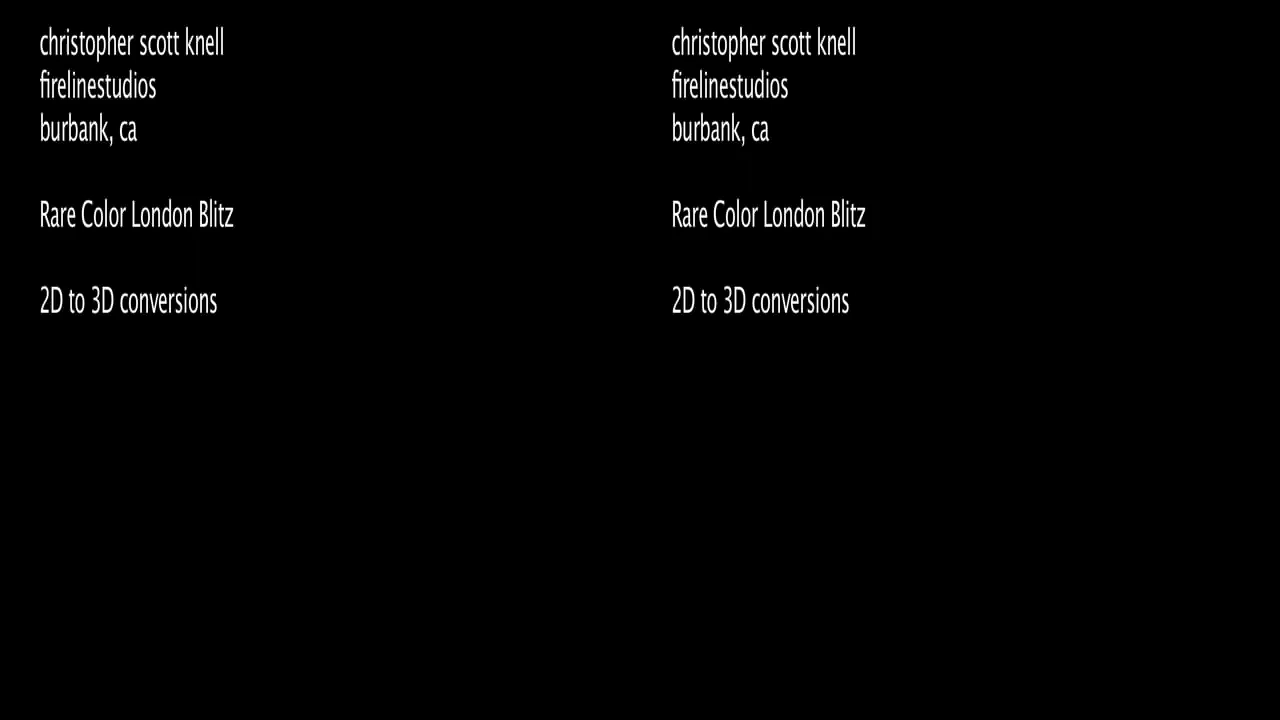 christopher scott knell
firelinestudios
burbank, ca
Rare Color London Blitz
2D to 3D conversions
christopher scott knell
firelinestudios
burbank, ca
Rare Color London Blitz
2D to 3D conversions